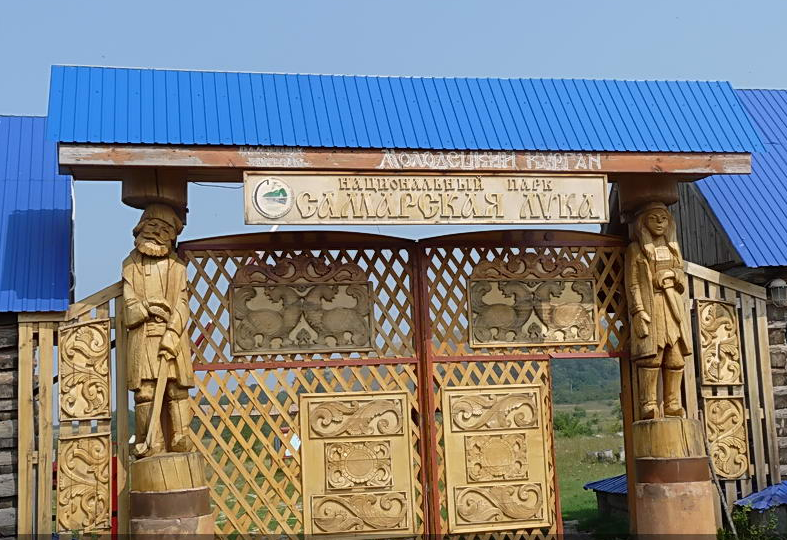 МОЛОДЕЦКИЙ КУРГАН
НАЦИОНАЛЬНЫЙ ПАРК
САМАРСКАЯ ЛУКА